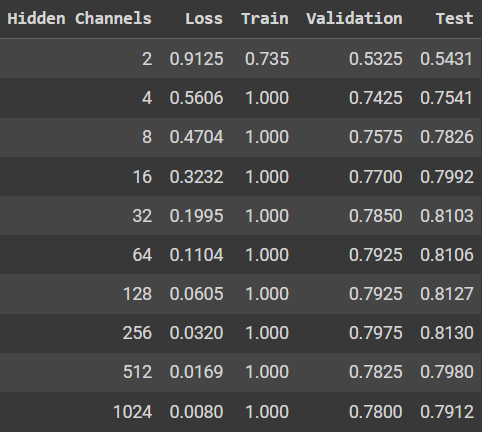 Hidden Channels Loss Train Validation Test
2 0.9125 0.735 0.5325 0.5431
4 0.5606 1.000 0.7425 0.7541
8 0.4704 1.000 0.7575 0.7826
16 0.3232 1.000 0.7700 0.7992
32 0.1995 1.000 0.7850 0.8103
64 0.1104 1.000 0.7925 0.8106
128 0.0605 1.000 0.7925 0.8127
256 0.0320 1.000 0.7975 0.8130
512 0.0169 1.000 0.7825 0.7980
1024 0.0080 1.000 0.7800 0.7912